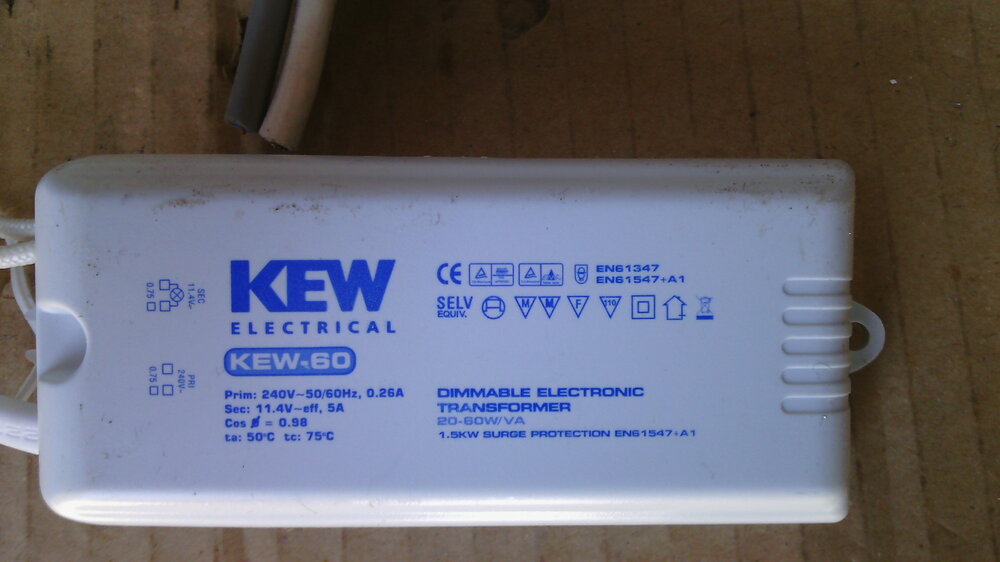 KEW
ELECTRICAL
KEW-60
Prim: 240V~50/60Hz, 0.26A
Sec: 11.4V~eff, 5A
Cos ø = 0.98
ta: 50°C tc: 75°C
CE
EN61347
EN61547+A1
SELV
EQUIV.
M M F 110
DIMMABLE ELECTRONIC
TRANSFORMER
20-60W/VA
1.5KW SURGE PROTECTION EN61547+A1
SEC
11.4V~
0.75
PRI
240V~
0.75